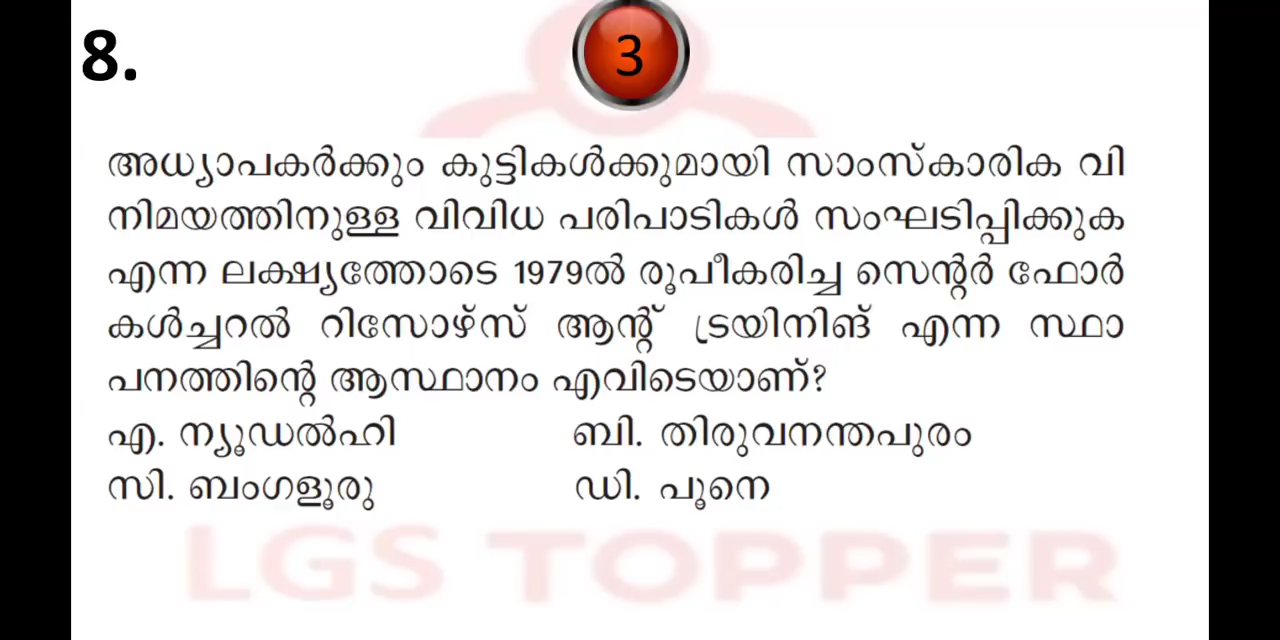 8.
3
അധ്യാപകർക്കും കുട്ടികൾക്കുമായി സാംസ്കാരിക വി
നിമയത്തിനുള്ള വിവിധ പരിപാടികൾ സംഘടിപ്പിക്കുക
എന്ന ലക്ഷ്യത്തോടെ 1979ൽ രൂപീകരിച്ച സെന്റർ ഫോർ
കൾച്ചറൽ റിസോഴ്സ് ആന്റ് ട്രയിനിങ് എന്ന സ്ഥാ
പനത്തിന്റെ ആസ്ഥാനം എവിടെയാണ്?
എ. ന്യൂഡൽഹി ബി. തിരുവനന്തപുരം
സി. ബംഗളൂരു ഡി. പൂനെ
LGS TOPPER